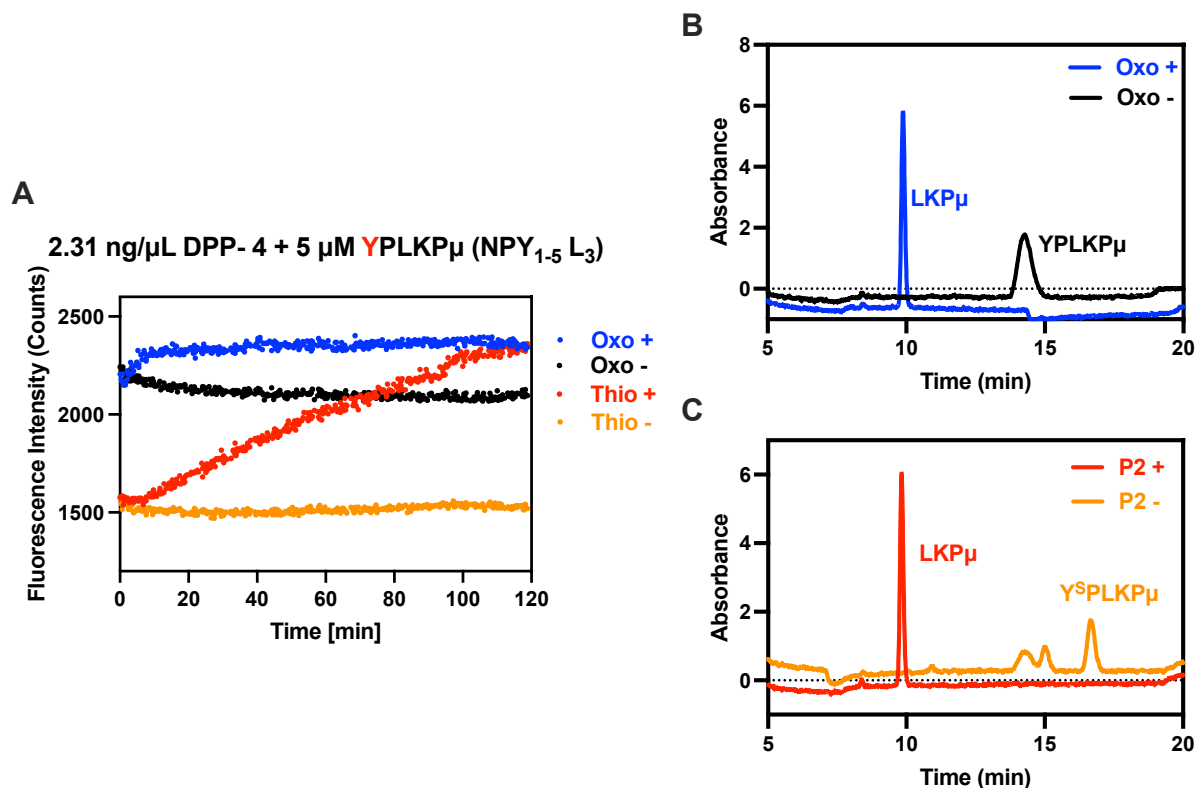 A
2.31 ng/µL DPP- 4 + 5 µM YPLKPµ (NPY₁₋₅ L₃)
Fluorescence Intensity (Counts)
2500
2000
1500
0 20 40 60 80 100 120
Time [min]
Oxo +
Oxo -
Thio +
Thio -
B
Absorbance
8
6
4
2
0
5 10 15 20
Time (min)
Oxo +
Oxo -
LKPµ
YPLKPµ
C
Absorbance
6
4
2
0
5 10 15 20
Time (min)
P2 +
P2 -
LKPµ
YˢPLKPµ